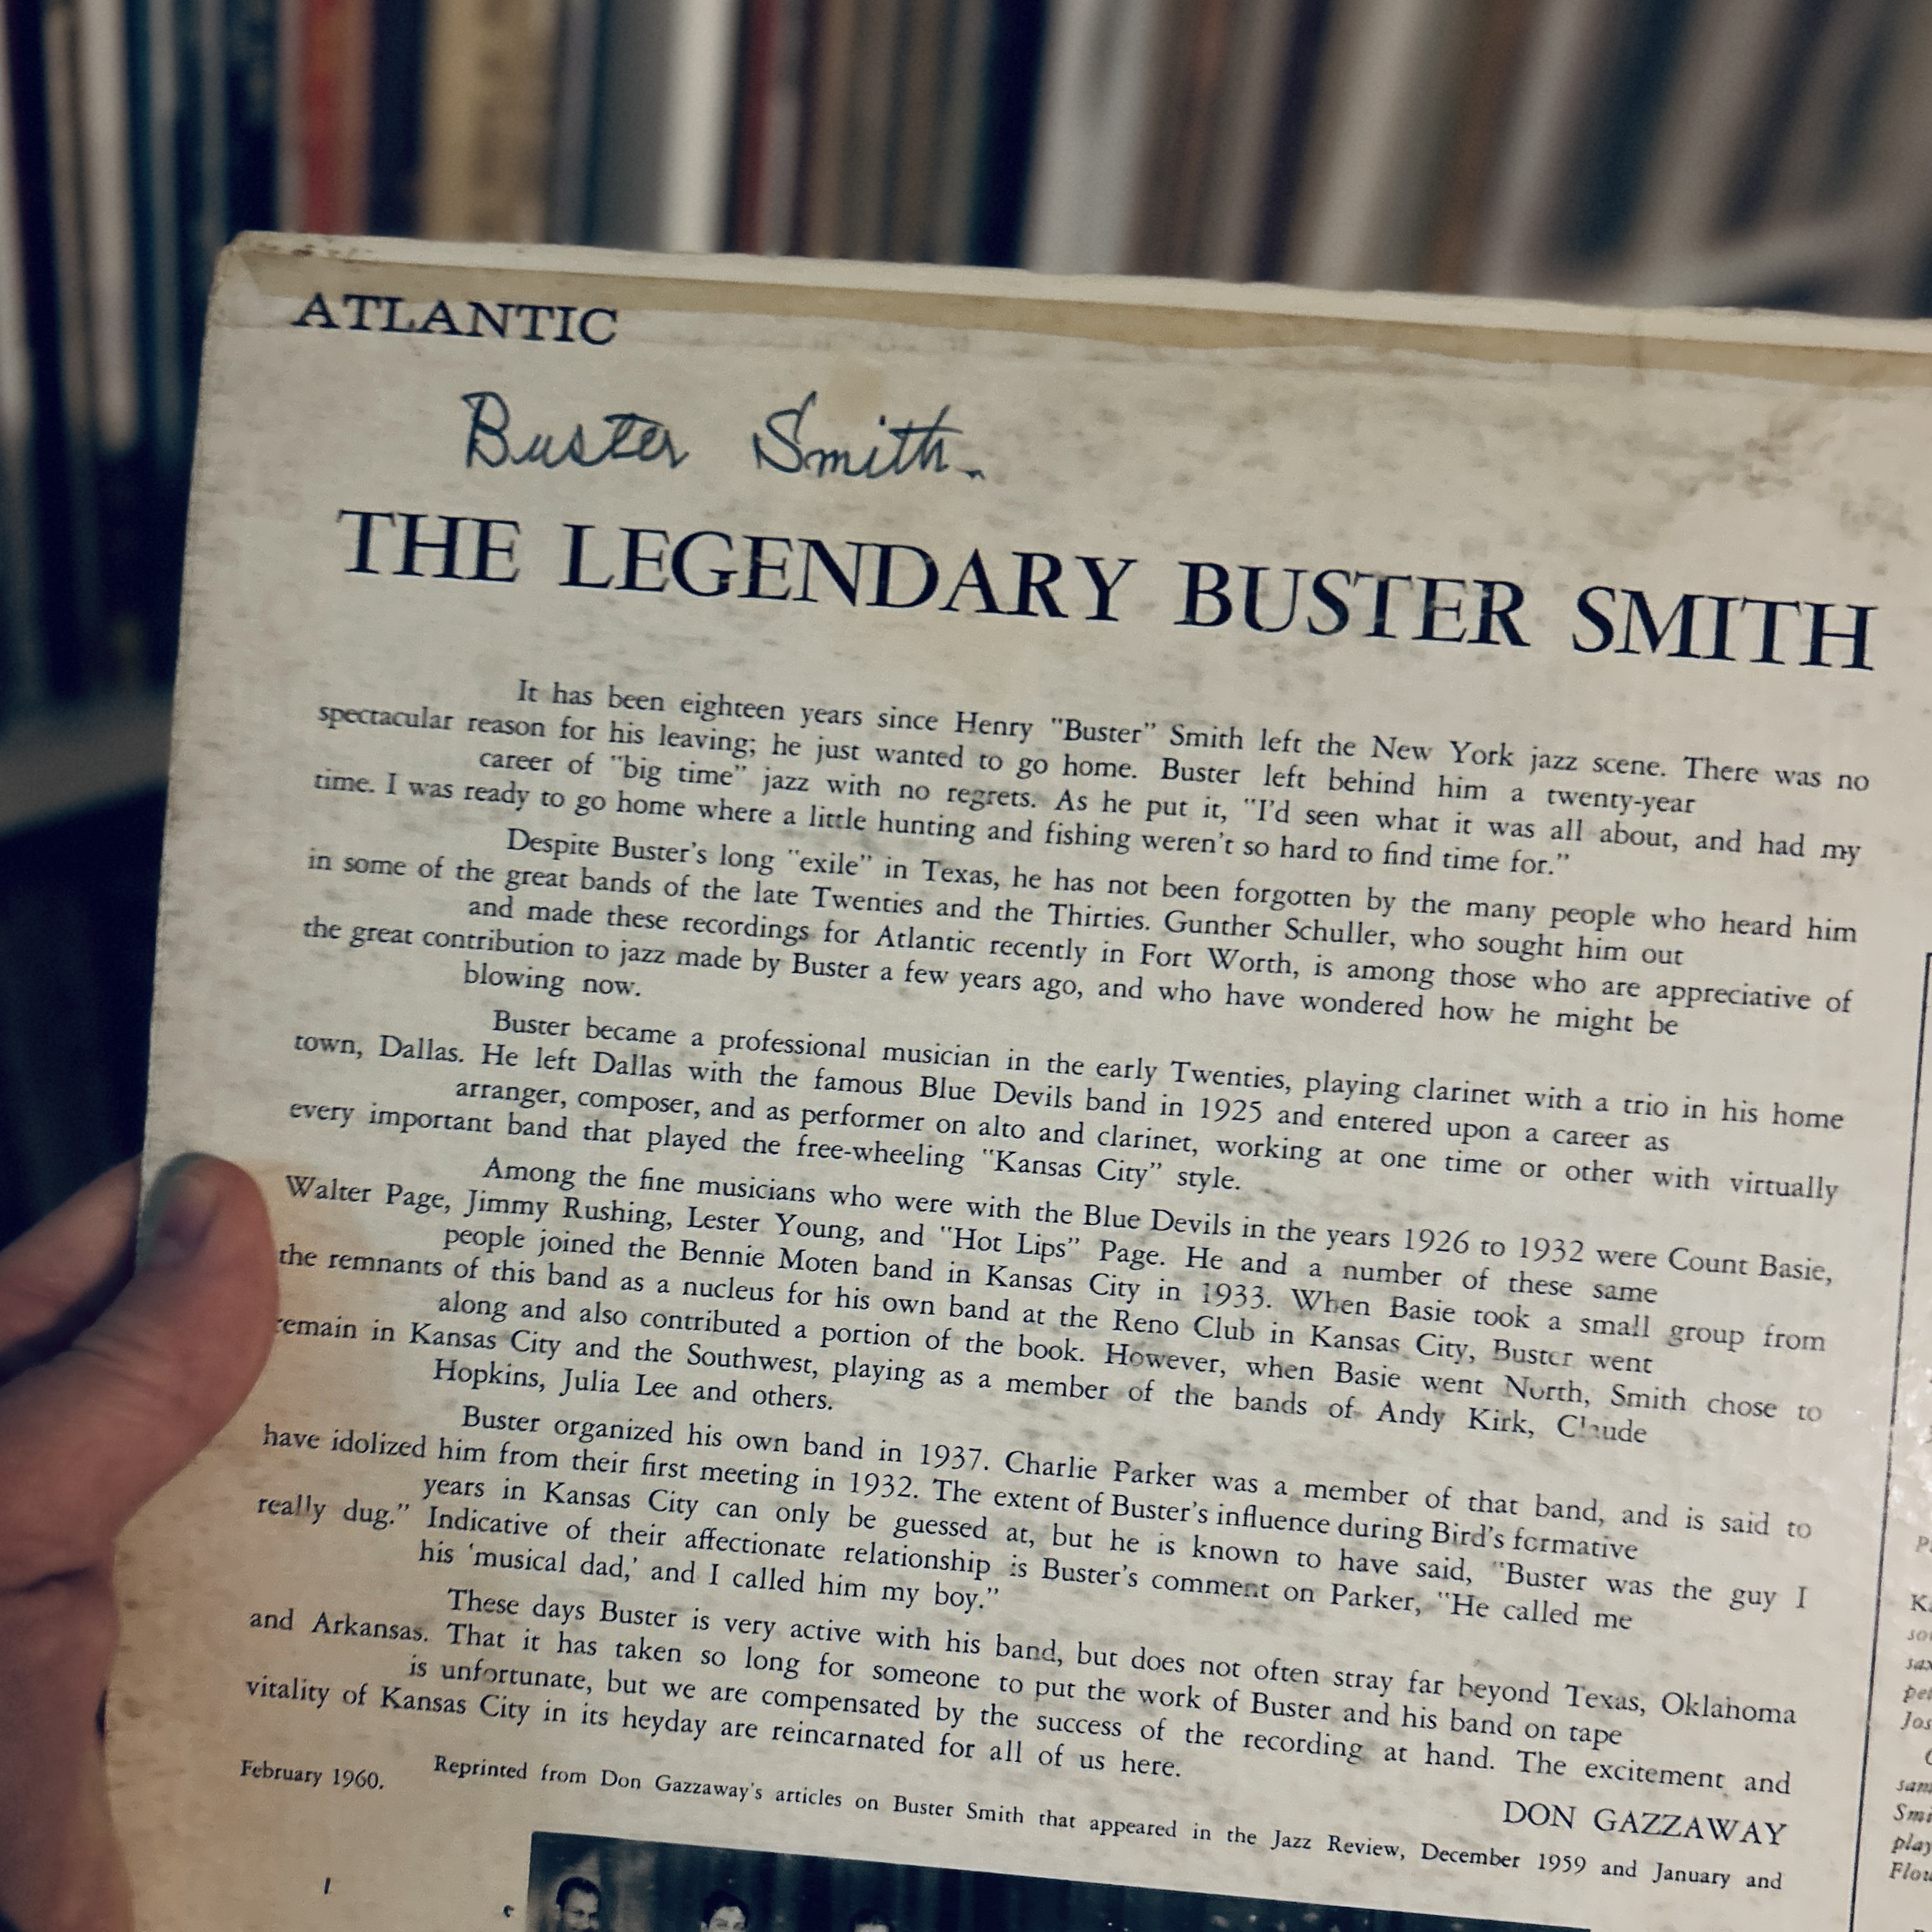 ATLANTIC
Buster Smith
THE LEGENDARY BUSTER SMITH
It has been eighteen years since Henry "Buster" Smith left the New York jazz scene. There was no
spectacular reason for his leaving; he just wanted to go home. Buster left behind him a twenty-year
career of "big time" jazz with no regrets. As he put it, "I'd seen what it was all about, and had my
time. I was ready to go home where a little hunting and fishing weren't so hard to find time for."
Despite Buster's long "exile" in Texas, he has not been forgotten by the many people who heard him
in some of the great bands of the late Twenties and the Thirties. Gunther Schuller, who sought him out
and made these recordings for Atlantic recently in Fort Worth, is among those who are appreciative of
the great contribution to jazz made by Buster a few years ago, and who have wondered how he might be
blowing now.
Buster became a professional musician in the early Twenties, playing clarinet with a trio in his home
town, Dallas. He left Dallas with the famous Blue Devils band in 1925 and entered upon a career as
arranger, composer, and as performer on alto and clarinet, working at one time or other with virtually
every important band that played the free-wheeling "Kansas City" style.
Among the fine musicians who were with the Blue Devils in the years 1926 to 1932 were Count Basie,
Walter Page, Jimmy Rushing, Lester Young, and "Hot Lips" Page. He and a number of these same
people joined the Bennie Moten band in Kansas City in 1933. When Basie took a small group from
the remnants of this band as a nucleus for his own band at the Reno Club in Kansas City, Buster went
along and also contributed a portion of the book. However, when Basie went North, Smith chose to
remain in Kansas City and the Southwest, playing as a member of the bands of Andy Kirk, Claude
Hopkins, Julia Lee and others.
Buster organized his own band in 1937. Charlie Parker was a member of that band, and is said to
have idolized him from their first meeting in 1932. The extent of Buster's influence during Bird's formative
years in Kansas City can only be guessed at, but he is known to have said, "Buster was the guy I
really dug." Indicative of their affectionate relationship is Buster's comment on Parker, "He called me
his 'musical dad,' and I called him my boy."
These days Buster is very active with his band, but does not often stray far beyond Texas, Oklahoma
and Arkansas. That it has taken so long for someone to put the work of Buster and his band on tape
is unfortunate, but we are compensated by the success of the recording at hand. The excitement and
vitality of Kansas City in its heyday are reincarnated for all of us here.
DON GAZZAWAY
Reprinted from Don Gazzaway's articles on Buster Smith that appeared in the Jazz Review, December 1959 and January and
February 1960.